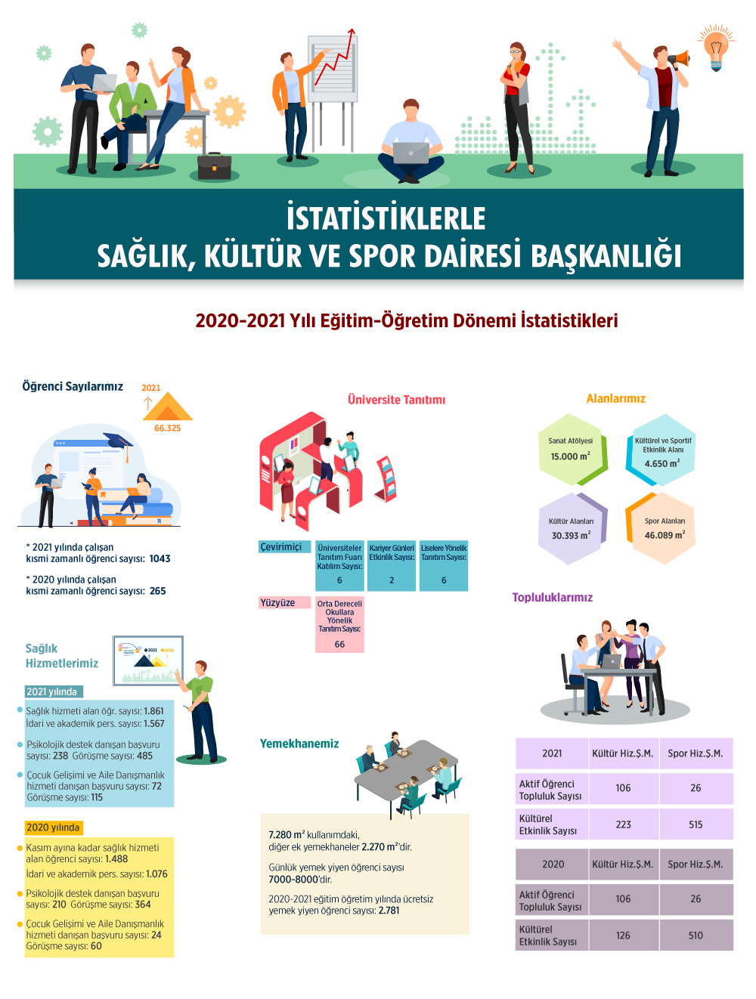 İSTATİSTİKLERLE
SAĞLIK, KÜLTÜR VE SPOR DAİRESİ BAŞKANLIĞI
2020-2021 Yılı Eğitim-Öğretim Dönemi İstatistikleri
Öğrenci Sayılarımız
2021
66.325
* 2021 yılında çalışan
kısmi zamanlı öğrenci sayısı: 1043
* 2020 yılında çalışan
kısmi zamanlı öğrenci sayısı: 265
Sağlık
Hizmetlerimiz
2021
2020
2021 yılında
Sağlık hizmeti alan öğr. sayısı: 1.861
İdari ve akademik pers. sayısı: 1.567
Psikolojik destek danışan başvuru
sayısı: 238 Görüşme sayısı: 485
Çocuk Gelişimi ve Aile Danışmanlık
hizmeti danışan başvuru sayısı: 72
Görüşme sayısı: 115
2020 yılında
Kasım ayına kadar sağlık hizmeti
alan öğrenci sayısı: 1.488
İdari ve akademik pers. sayısı: 1.076
Psikolojik destek danışan başvuru
sayısı: 210 Görüşme sayısı: 364
Çocuk Gelişimi ve Aile Danışmanlık
hizmeti danışan başvuru sayısı: 24
Görüşme sayısı: 60
Üniversite Tanıtımı
Çevirimiçi
Üniversiteler
Tanıtım Fuarı
Katılım Sayısı:
6
Kariyer Günleri
Etkinlik Sayısı:
2
Liselere Yönelik
Tanıtım Sayısı:
6
Yüzyüze
Orta Dereceli
Okullara
Yönelik
Tanıtım Sayısı:
66
Yemekhanemiz
7.280 m² kullanımdaki,
diğer ek yemekhaneler 2.270 m²'dir.
Günlük yemek yiyen öğrenci sayısı
7000-8000'dir.
2020-2021 eğitim öğretim yılında ücretsiz
yemek yiyen öğrenci sayısı: 2.781
Alanlarımız
Sanat Atölyesi
15.000 m²
Kültürel ve Sportif
Etkinlik Alanı
4.650 m²
Kültür Alanları
30.393 m²
Spor Alanları
46.089 m²
Topluluklarımız
2021 Kültür Hiz.Ş.M. Spor Hiz.Ş.M.
Aktif Öğrenci
Topluluk Sayısı 106 26
Kültürel
Etkinlik Sayısı 223 515
2020 Kültür Hiz.Ş.M. Spor Hiz.Ş.M.
Aktif Öğrenci
Topluluk Sayısı 106 26
Kültürel
Etkinlik Sayısı 126 510